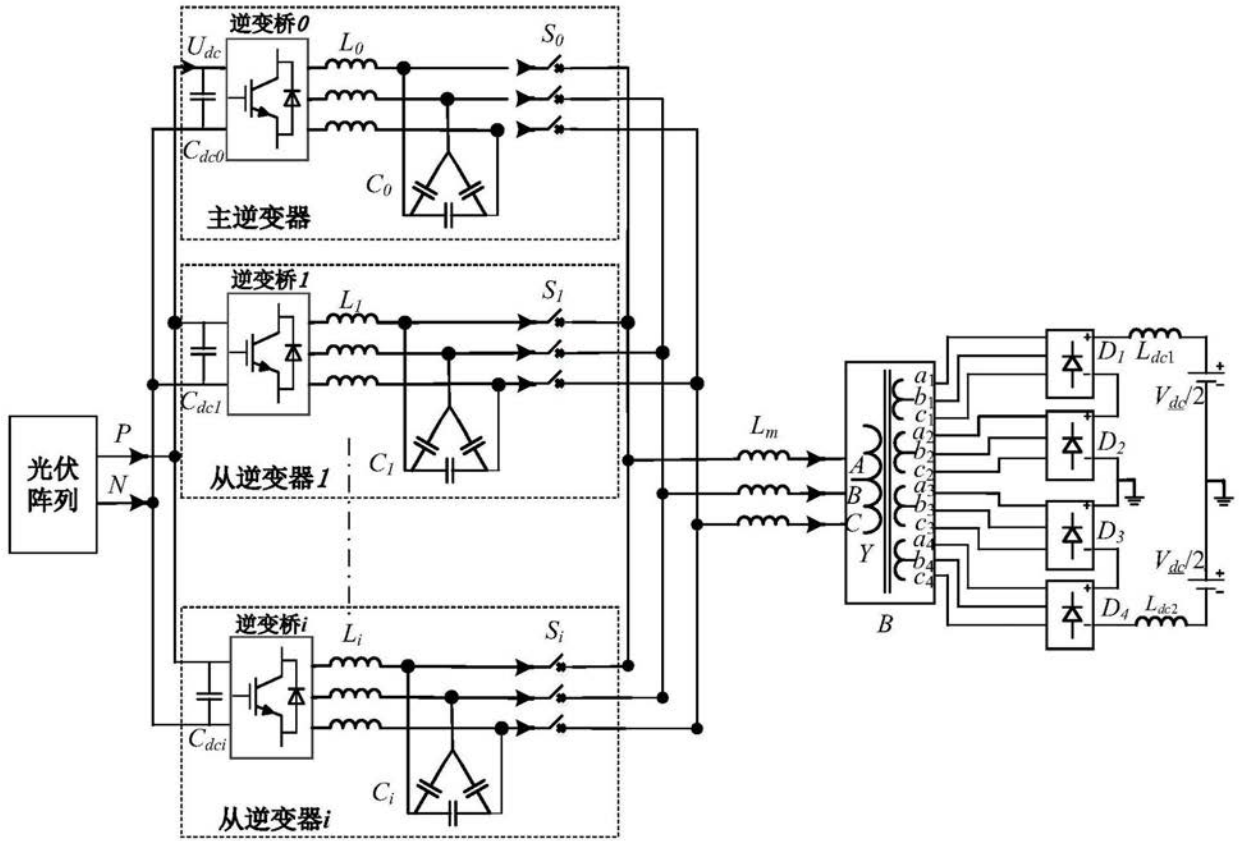 逆变桥0
U_dc
L_0
S_0
C_dc0
C_0
主逆变器
逆变桥1
L_1
S_1
C_dc1
C_1
从逆变器1
光伏
阵列
P
N
L_m
A
B
C
Y
B
a_1
b_1
c_1
a_2
b_2
c_2
a_3
b_3
c_3
a_4
b_4
c_4
+
-
D_1
L_dc1
+
-
V_dc/2
+
-
D_2
+
-
D_3
V_dc/2
+
-
+
-
D_4
L_dc2
逆变桥i
L_i
S_i
C_dci
C_i
从逆变器i